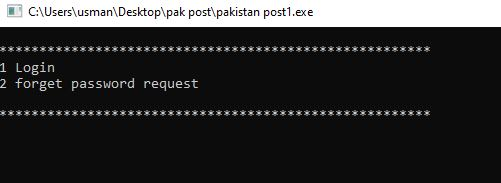 C:\Users\usman\Desktop\pak post\pakistan post1.exe
******************************************************
1 Login
2 forget password request
******************************************************